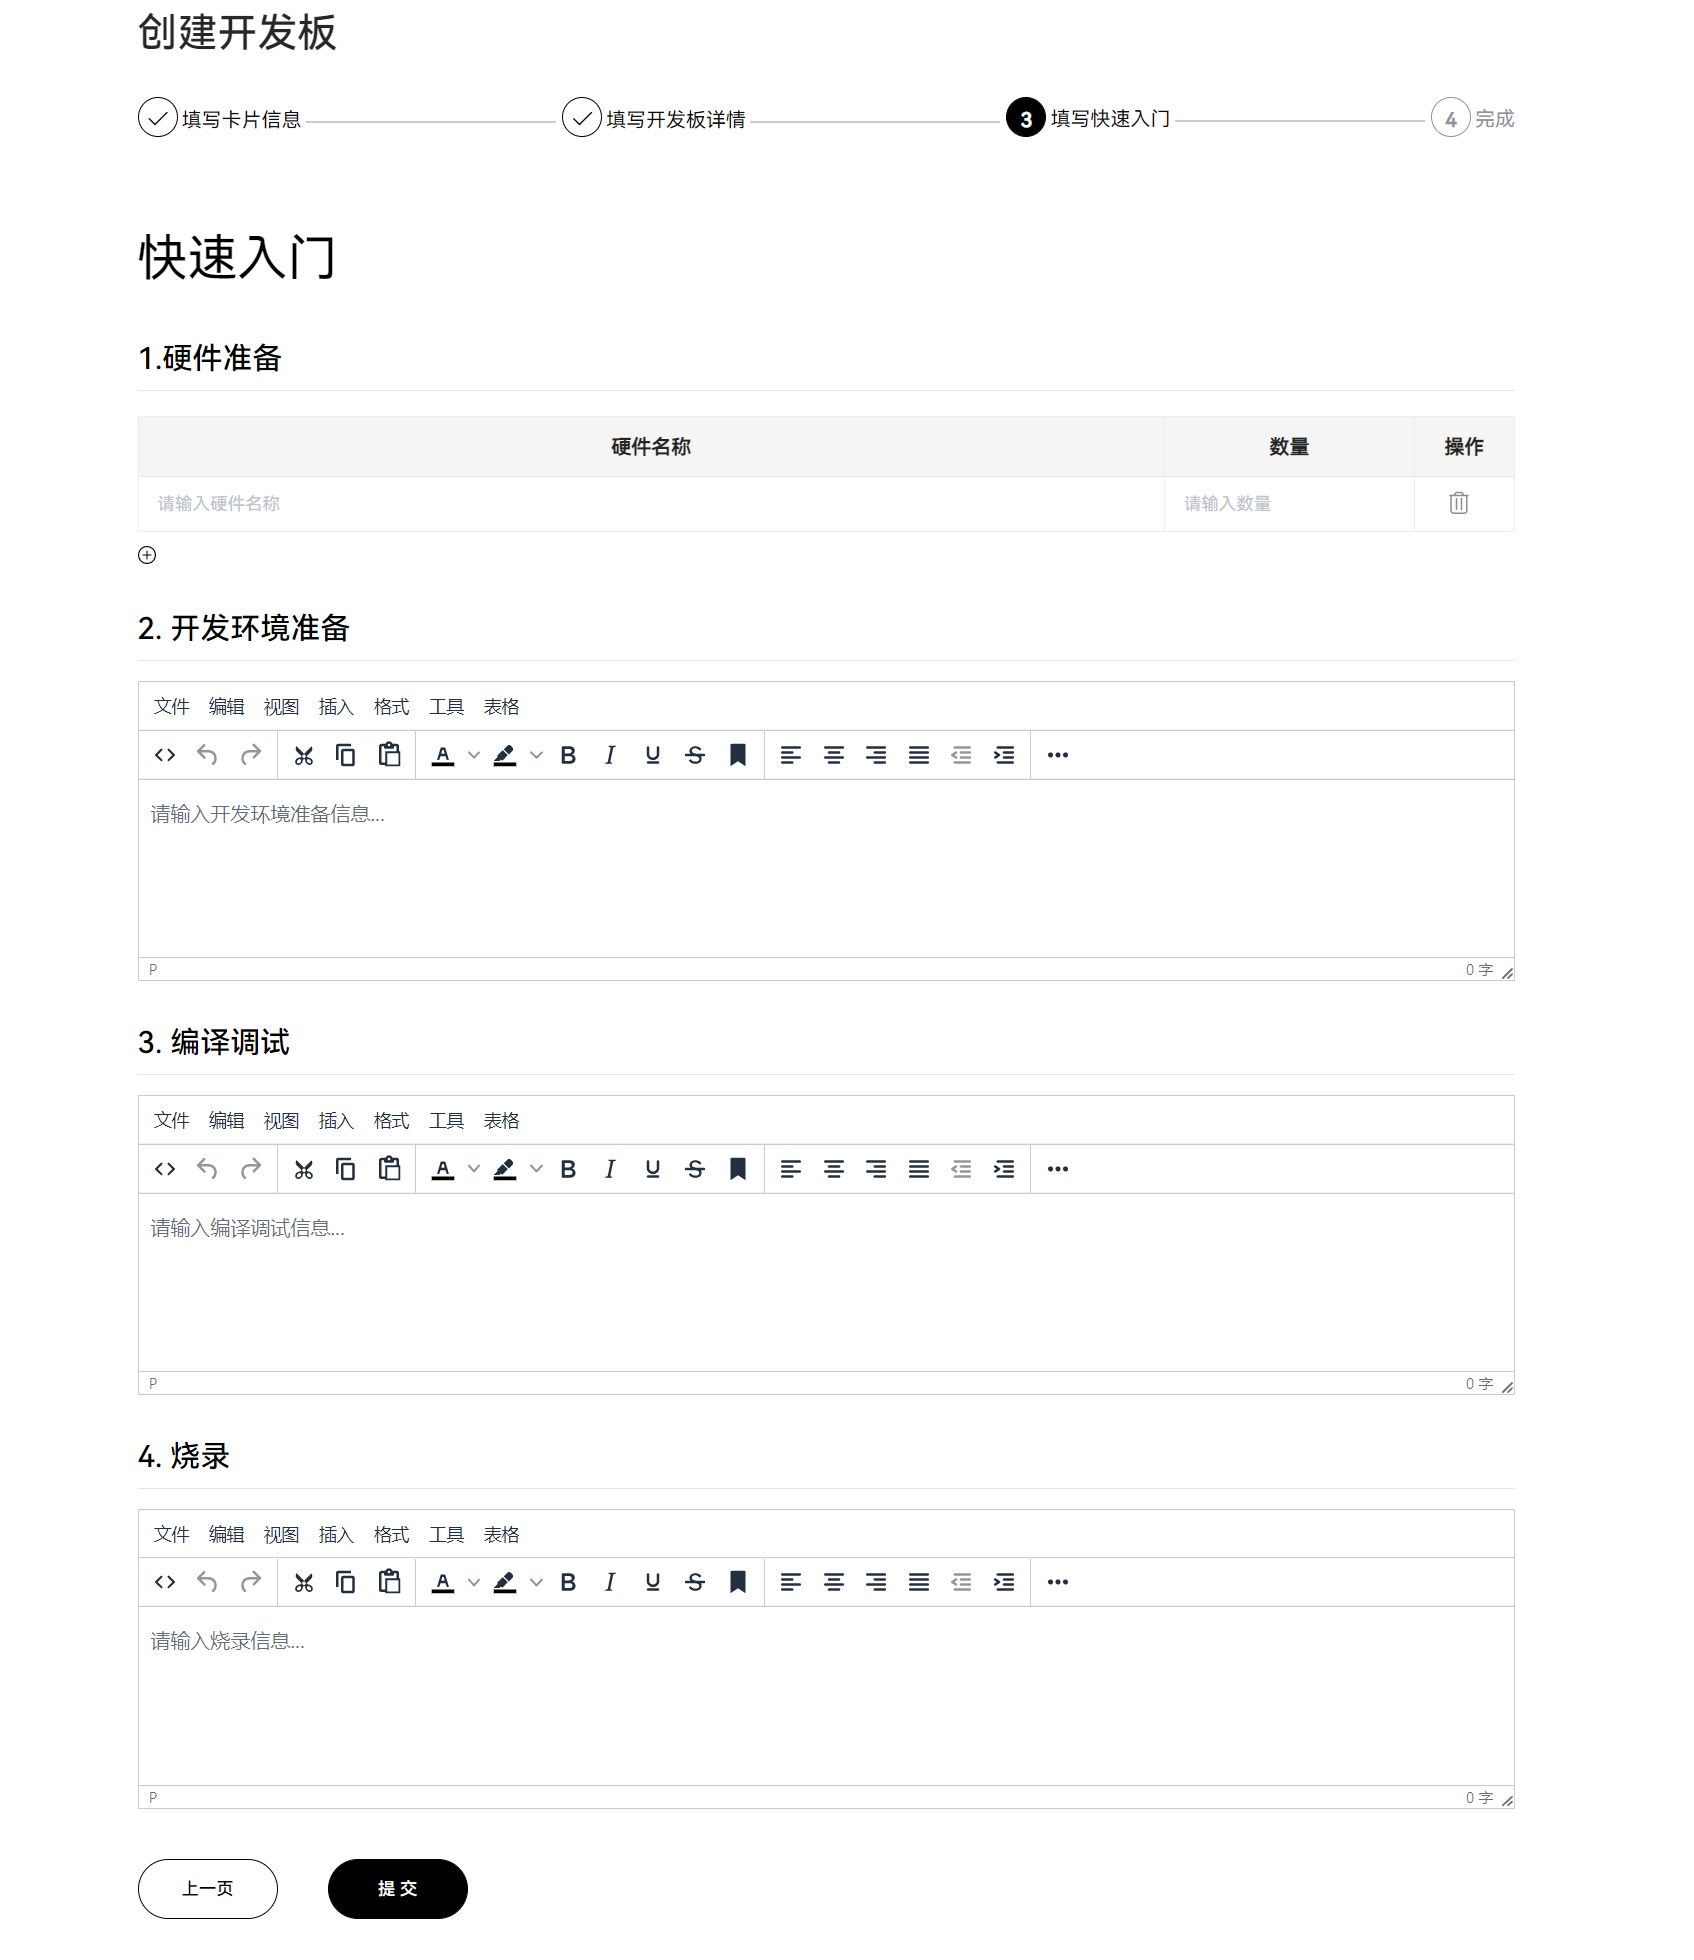 创建开发板
填写卡片信息 填写开发板详情 3 填写快速入门 4 完成
快速入门
1.硬件准备
硬件名称 数量 操作
请输入硬件名称 请输入数量
2. 开发环境准备
文件 编辑 视图 插入 格式 工具 表格
请输入开发环境准备信息...
P 0 字
3. 编译调试
文件 编辑 视图 插入 格式 工具 表格
请输入编译调试信息...
P 0 字
4. 烧录
文件 编辑 视图 插入 格式 工具 表格
请输入烧录信息...
P 0 字
上一页 提 交